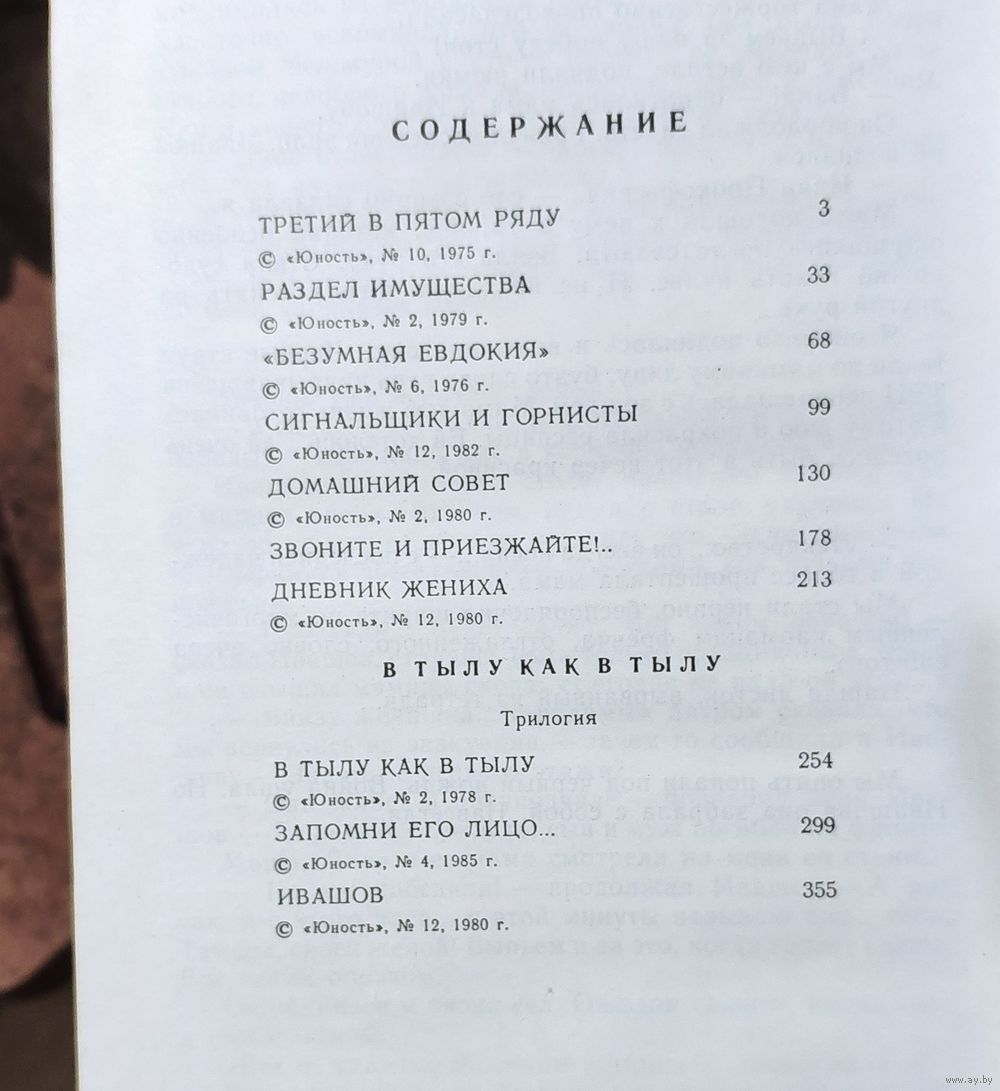 СОДЕРЖАНИЕ
ТРЕТИЙ В ПЯТОМ РЯДУ 3
© «Юность», № 10, 1975 г.
РАЗДЕЛ ИМУЩЕСТВА 33
© «Юность», № 2, 1979 г.
«БЕЗУМНАЯ ЕВДОКИЯ» 68
© «Юность», № 6, 1976 г.
СИГНАЛЬЩИКИ И ГОРНИСТЫ 99
© «Юность», № 12, 1982 г.
ДОМАШНИЙ СОВЕТ 130
© «Юность», № 2, 1980 г.
ЗВОНИТЕ И ПРИЕЗЖАЙТЕ!.. 178
ДНЕВНИК ЖЕНИХА 213
© «Юность», № 12, 1980 г.
В ТЫЛУ КАК В ТЫЛУ
Трилогия
В ТЫЛУ КАК В ТЫЛУ 254
© «Юность», № 2, 1978 г.
ЗАПОМНИ ЕГО ЛИЦО... 299
© «Юность», № 4, 1985 г.
ИВАШОВ 355
© «Юность», № 12, 1980 г.
www.ay.by